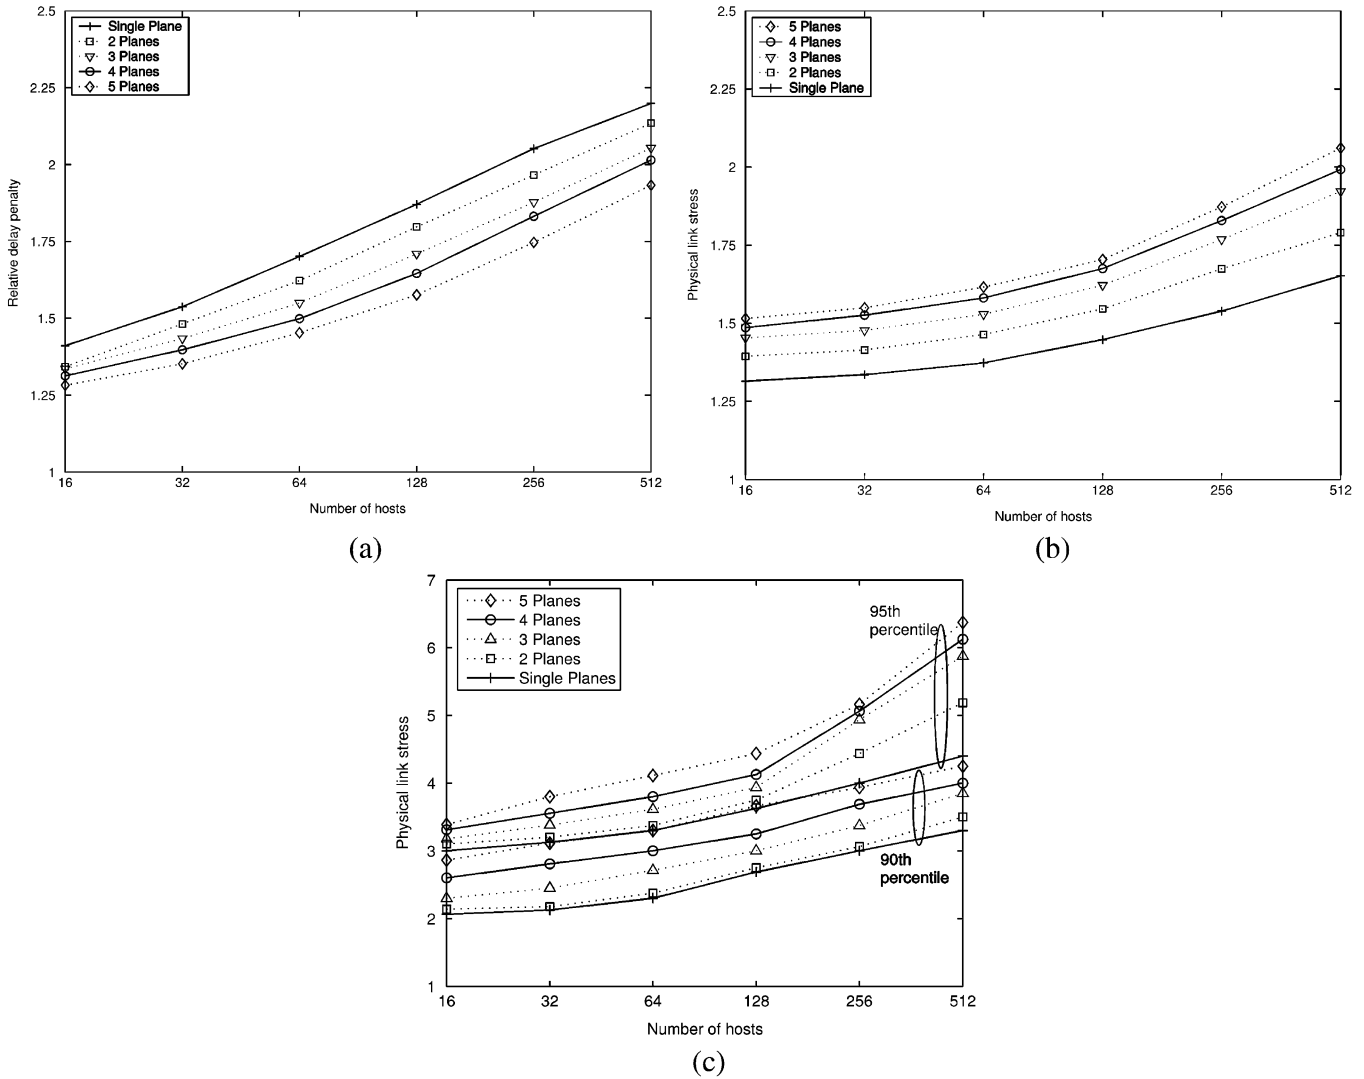 2.5
2.25
2
1.75
1.5
1.25
1
Relative delay penalty
Single Plane
2 Planes
3 Planes
4 Planes
5 Planes
16
32
64
128
256
512
Number of hosts
(a)
2.5
2.25
2
1.75
1.5
1.25
1
Physical link stress
5 Planes
4 Planes
3 Planes
2 Planes
Single Plane
16
32
64
128
256
512
Number of hosts
(b)
7
6
5
4
3
2
1
Physical link stress
5 Planes
4 Planes
3 Planes
2 Planes
Single Planes
95th
percentile
90th
percentile
16
32
64
128
256
512
Number of hosts
(c)